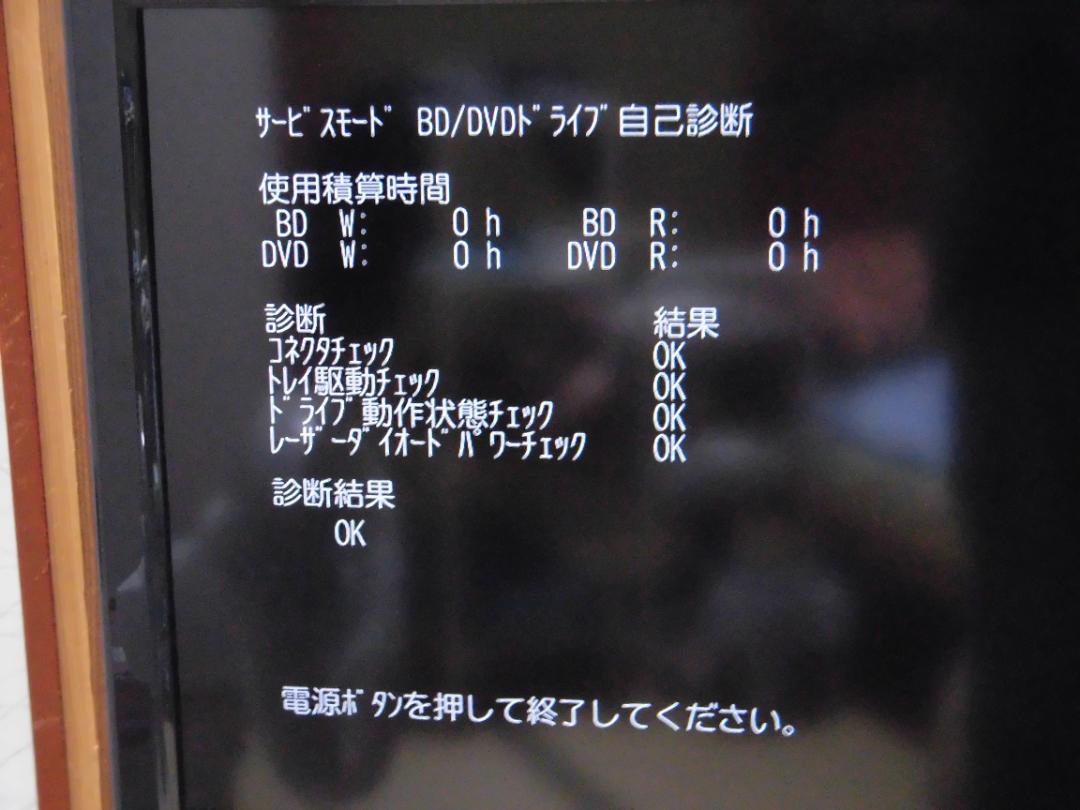 ｻｰﾋﾞｽﾓｰﾄﾞ BD/DVDﾄﾞﾗｲﾌﾞ自己診断
使用積算時間
BD W: 0 h BD R: 0 h
DVD W: 0 h DVD R: 0 h
診断 結果
ｺﾈｸﾀﾁｪｯｸ OK
ﾄﾚｲ駆動ﾁｪｯｸ OK
ﾄﾞﾗｲﾌﾞ動作状態ﾁｪｯｸ OK
ﾚｰｻﾞｰﾀﾞｲｵｰﾄﾞﾊﾟﾜｰﾁｪｯｸ OK
診断結果
OK
電源ﾎﾞﾀﾝを押して終了してください。